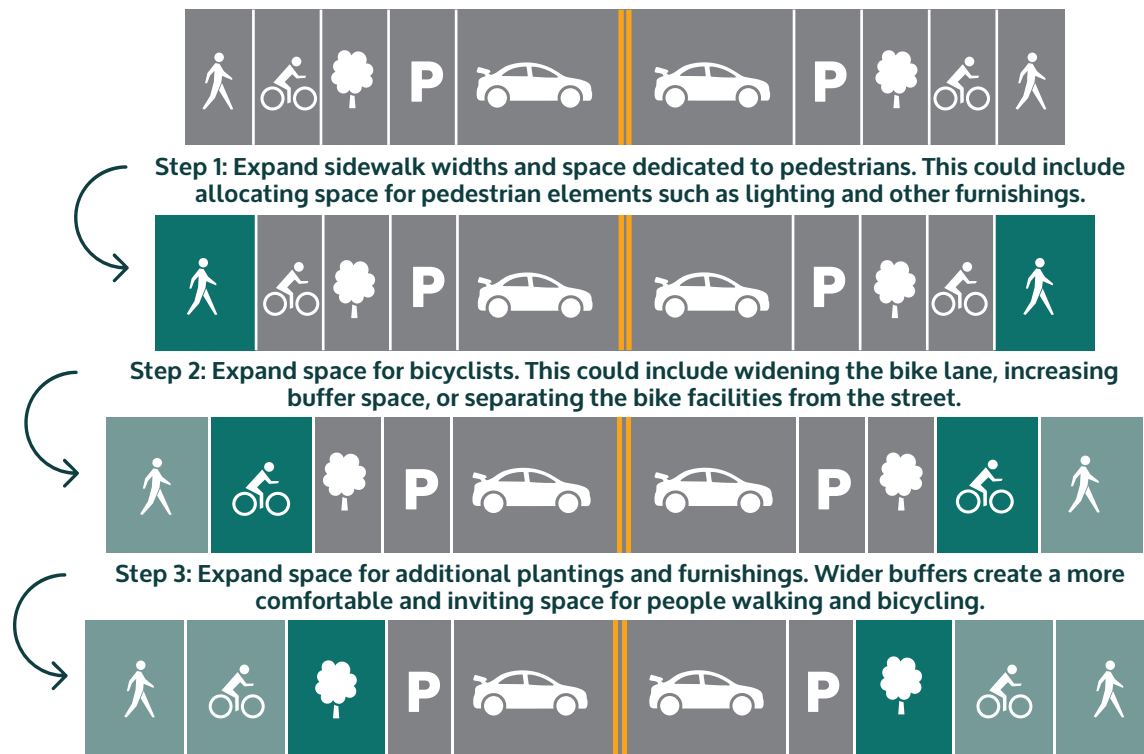 P P
Step 1: Expand sidewalk widths and space dedicated to pedestrians. This could include
allocating space for pedestrian elements such as lighting and other furnishings.
P P
Step 2: Expand space for bicyclists. This could include widening the bike lane, increasing
buffer space, or separating the bike facilities from the street.
P P
Step 3: Expand space for additional plantings and furnishings. Wider buffers create a more
comfortable and inviting space for people walking and bicycling.
P P